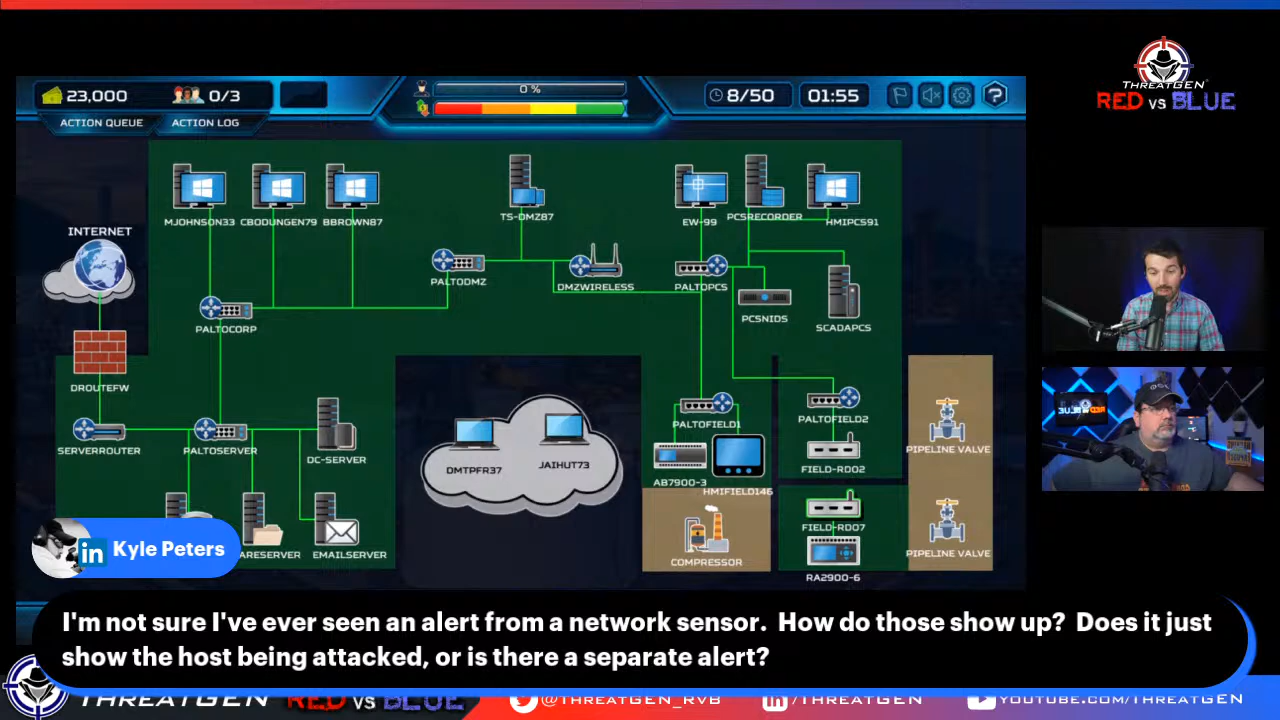 THREATGEN
RED vs BLUE
23,000
0/3
0 %
8/50
01:55
?
ACTION QUEUE
ACTION LOG
MJOHNSON33
CBODUNGEN79
BBROWN87
TS-DMZ87
EW-99
PCSRECORDER
HMIPCS91
INTERNET
PALTODMZ
DMZWIRELESS
PALTOPCS
PCSNIDS
SCADAPCS
PALTOCORP
DROUTEFW
SERVERROUTER
PALTOSERVER
DC-SERVER
DMTPFR37
JAIHUT73
PALTOFIELD1
PALTOFIELD2
AB7900-3
HMIFIELD146
FIELD-RD02
PIPELINE VALVE
FIELD-RD07
COMPRESSOR
RA2900-6
PIPELINE VALVE
ARESERVER
EMAILSERVER
in Kyle Peters
I'm not sure I've ever seen an alert from a network sensor. How do those show up? Does it just
show the host being attacked, or is there a separate alert?
THREATGEN RED vs BLUE
@THREATGEN_RVB
in /THREATGEN
YOUTUBE.COM/THREATGEN